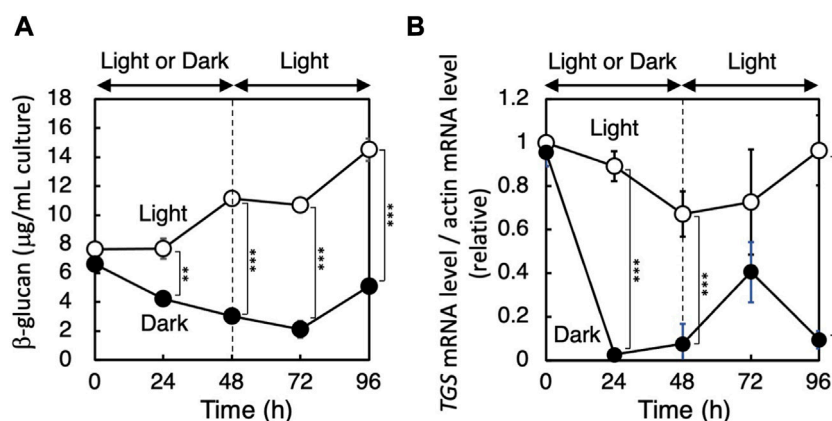 A
Light or Dark
Light
β-glucan (µg/mL culture)
18
16
14
12
10
8
6
4
2
0
Light
Dark
**
***
***
***
0
24
48
72
96
Time (h)
B
Light or Dark
Light
TGS mRNA level / actin mRNA level
(relative)
1.2
1
0.8
0.6
0.4
0.2
0
Light
Dark
***
***
0
24
48
72
96
Time (h)